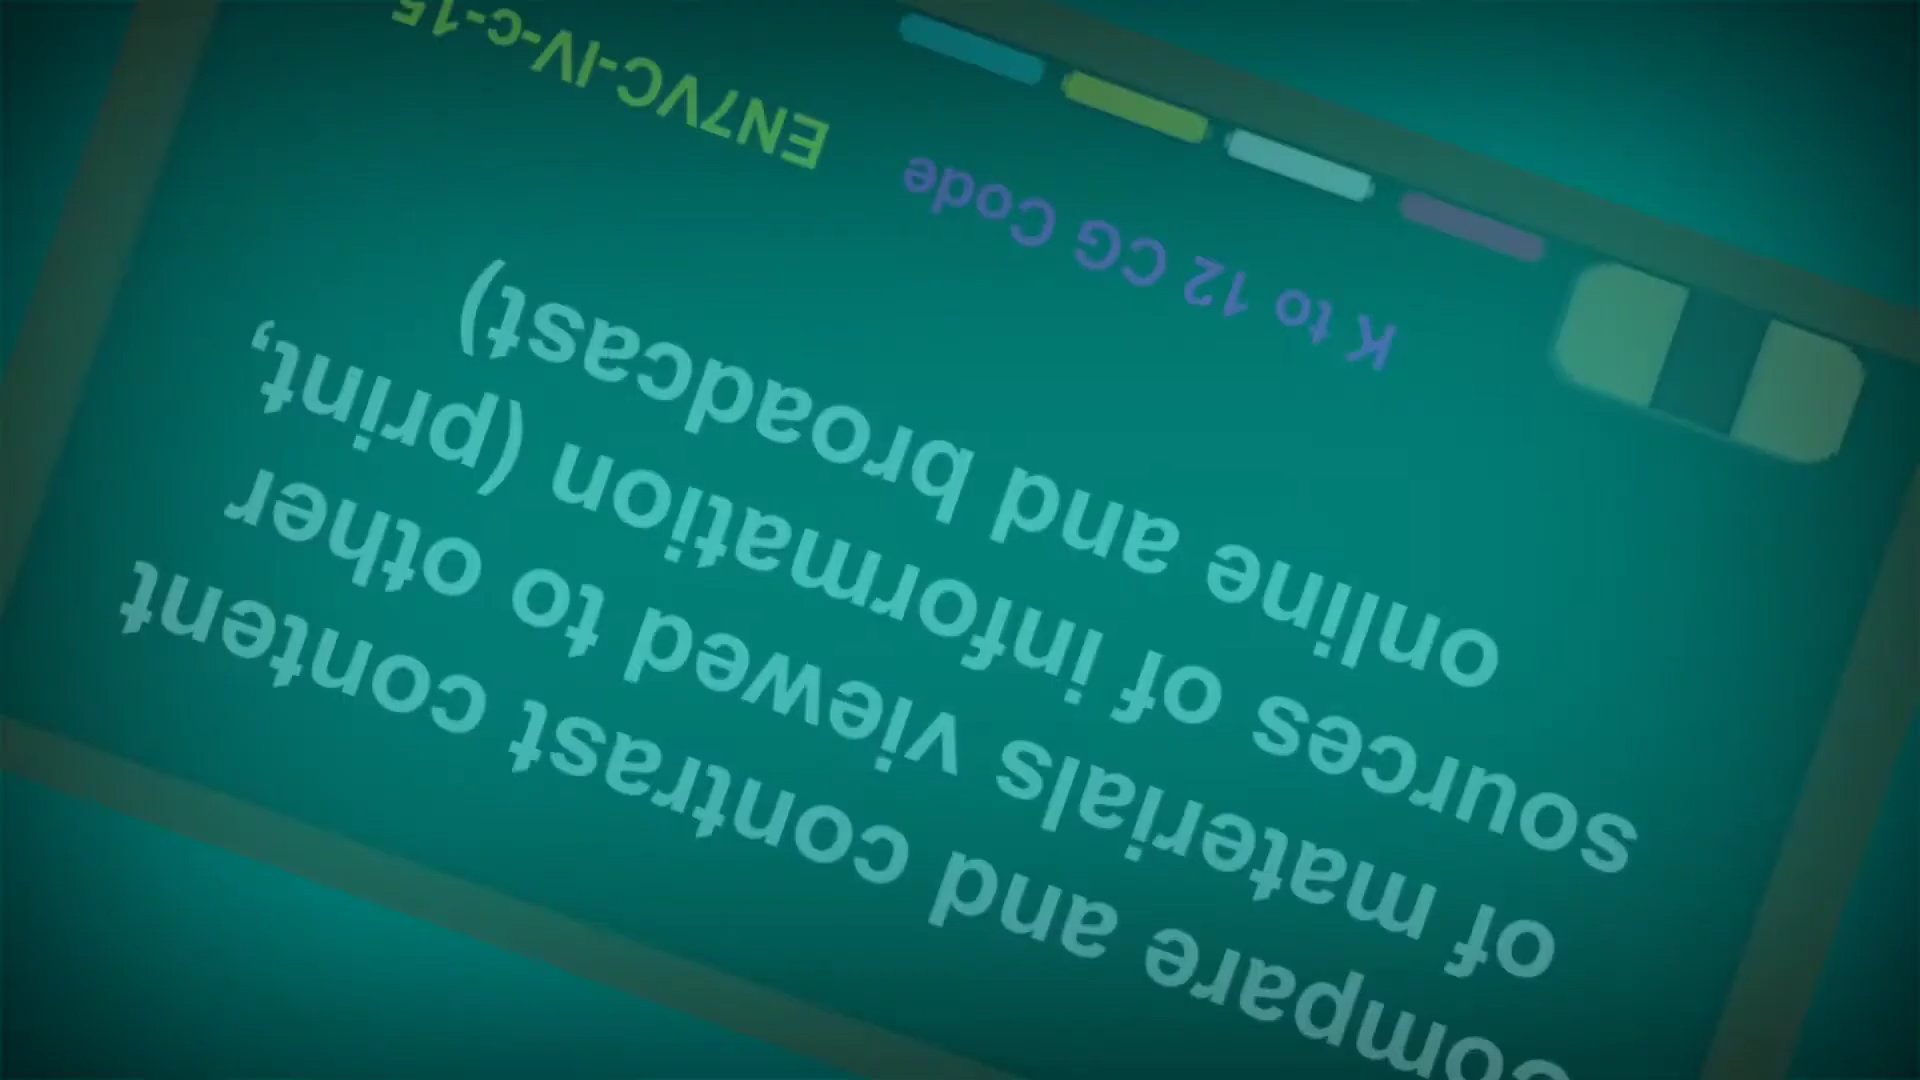 ompare and contrast content
of materials viewed to other
sources of information (print,
online and broadcast)
K to 12 CG Code
EN7VC-IV-c-15